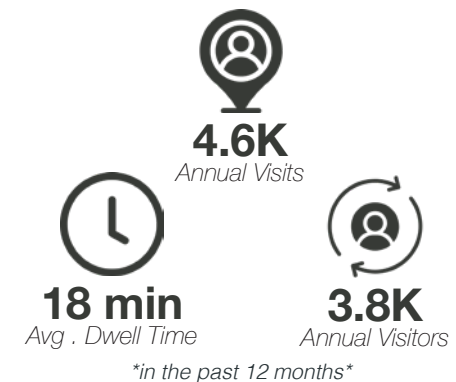 4.6K
Annual Visits
18 min
Avg . Dwell Time
3.8K
Annual Visitors
*in the past 12 months*